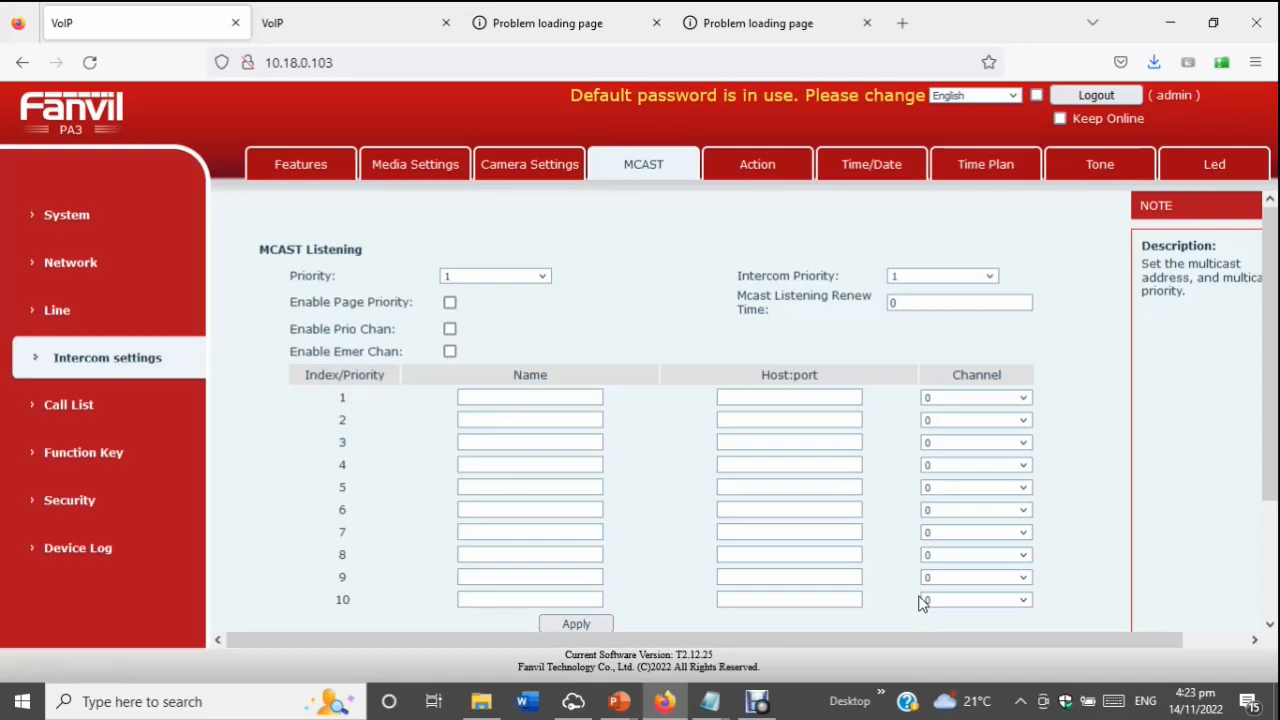 VoIP
VoIP
Problem loading page
Problem loading page
10.18.0.103
Fanvil
PA3
Default password is in use. Please change
English
Logout
( admin )
Keep Online
Features
Media Settings
Camera Settings
MCAST
Action
Time/Date
Time Plan
Tone
Led
System
Network
Line
Intercom settings
Call List
Function Key
Security
Device Log
MCAST Listening
Priority: 1
Intercom Priority: 1
Enable Page Priority:
Mcast Listening Renew
Time: 0
Enable Prio Chan:
Enable Emer Chan:
Index/Priority Name Host:port Channel
1 0
2 0
3 0
4 0
5 0
6 0
7 0
8 0
9 0
10 0
Apply
NOTE
Description:
Set the multicast
address, and multica
priority.
Current Software Version: T2.12.25
Fanvil Technology Co., Ltd. (C)2022 All Rights Reserved.
Type here to search
Desktop
21°C
ENG
4:23 pm
14/11/2022
15